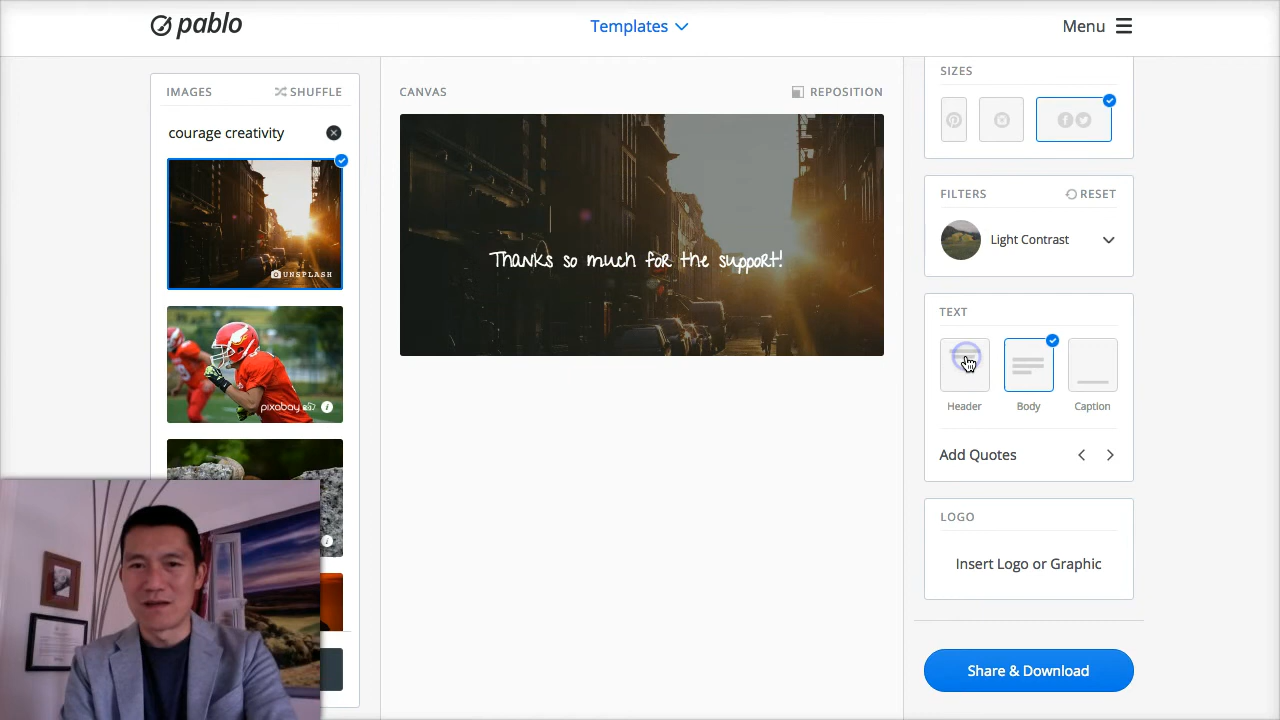 pablo
Templates
Menu
IMAGES
SHUFFLE
courage creativity
UNSPLASH
pixabay
CANVAS
REPOSITION
Thanks so much for the support!
SIZES
FILTERS
RESET
Light Contrast
TEXT
Header
Body
Caption
Add Quotes
LOGO
Insert Logo or Graphic
Share & Download